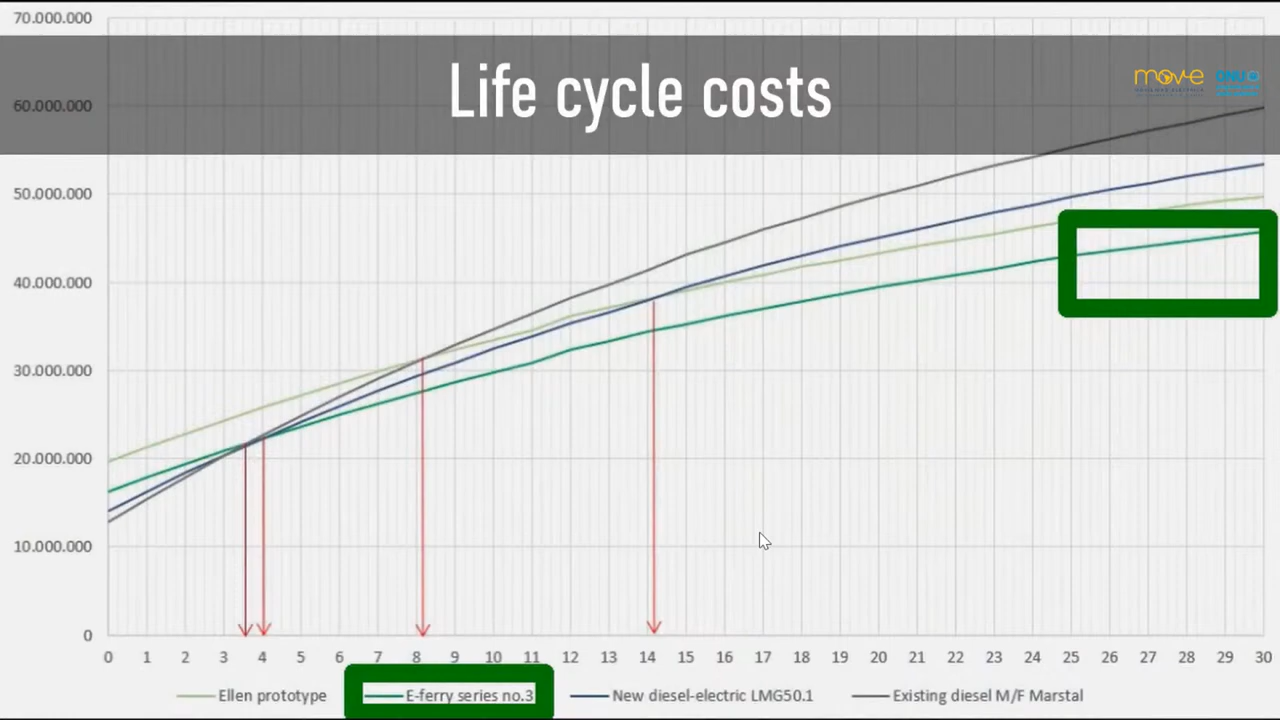 70.000.000
Life cycle costs
move
60.000.000
50.000.000
40.000.000
30.000.000
20.000.000
10.000.000
0
0 1 2 3 4 5 6 7 8 9 10 11 12 13 14 15 16 17 18 19 20 21 22 23 24 25 26 27 28 29 30
Ellen prototype E-ferry series no.3 New diesel-electric LMG50.1 Existing diesel M/F Marstal